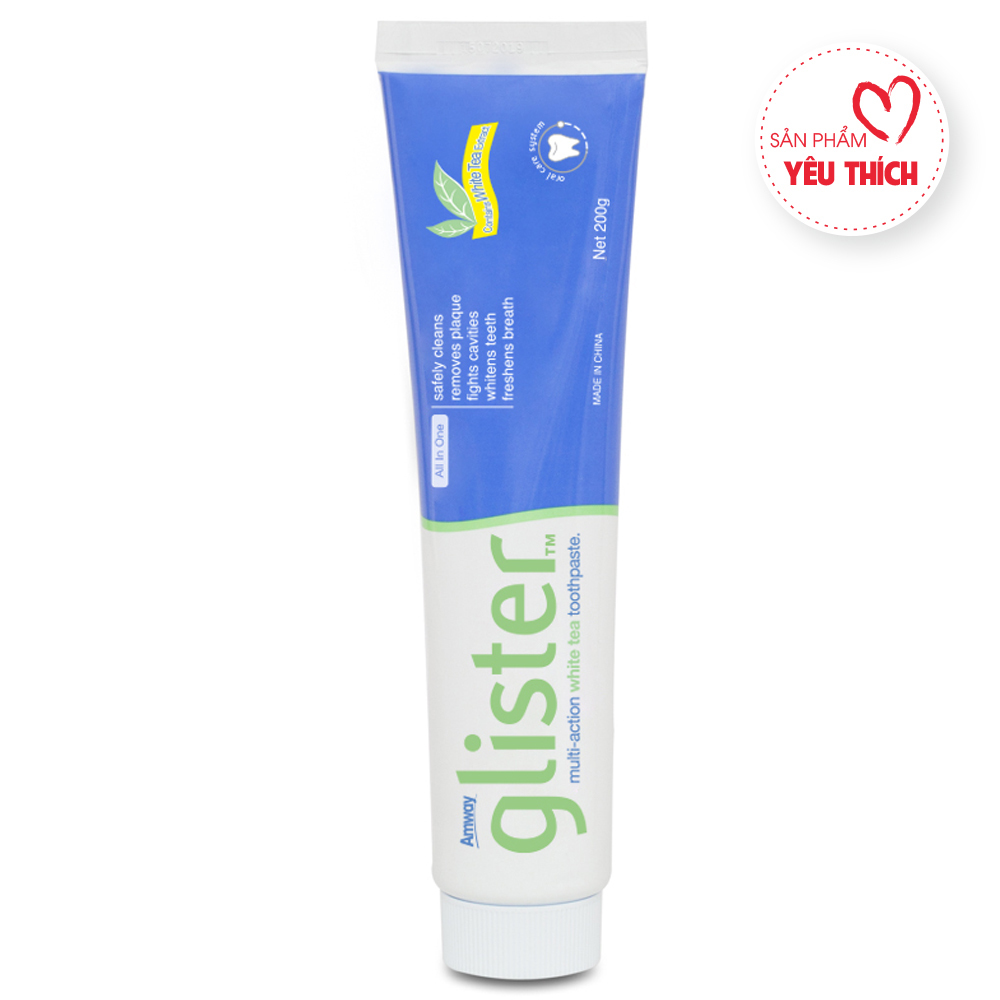 SẢN PHẨM
YÊU THÍCH
Contains White Tea Extract
oral care system
Net 200g
All In One
safely cleans
removes plaque
fights cavities
whitens teeth
freshens breath
MADE IN CHINA
Amway
glister™
multi-action white tea toothpaste.